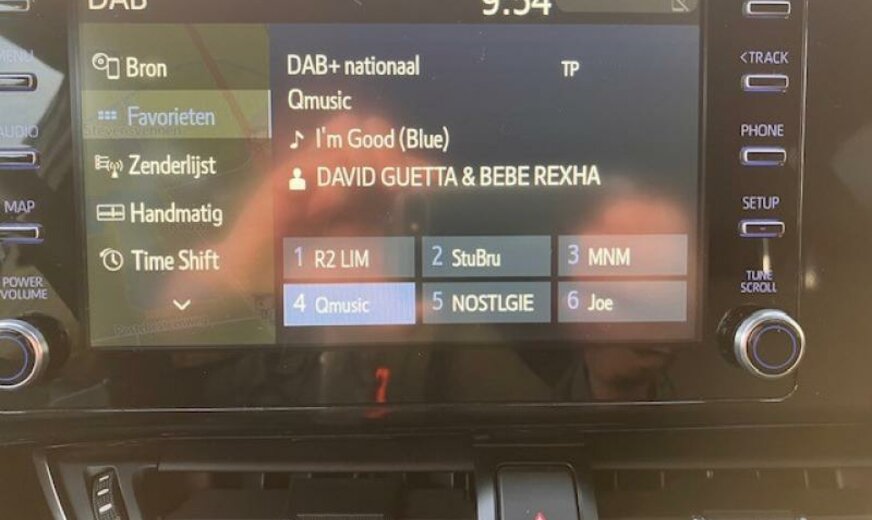 DAB
9:54
MENU
Bron
DAB+ nationaal
TP
<TRACK
Favorieten
Qmusic
AUDIO
I'm Good (Blue)
PHONE
Zenderlijst
DAVID GUETTA & BEBE REXHA
MAP
Handmatig
SETUP
Time Shift
1 R2 LIM
2 StuBru
3 MNM
POWER
VOLUME
TUNE
SCROLL
4 Qmusic
5 NOSTLGIE
6 Joe